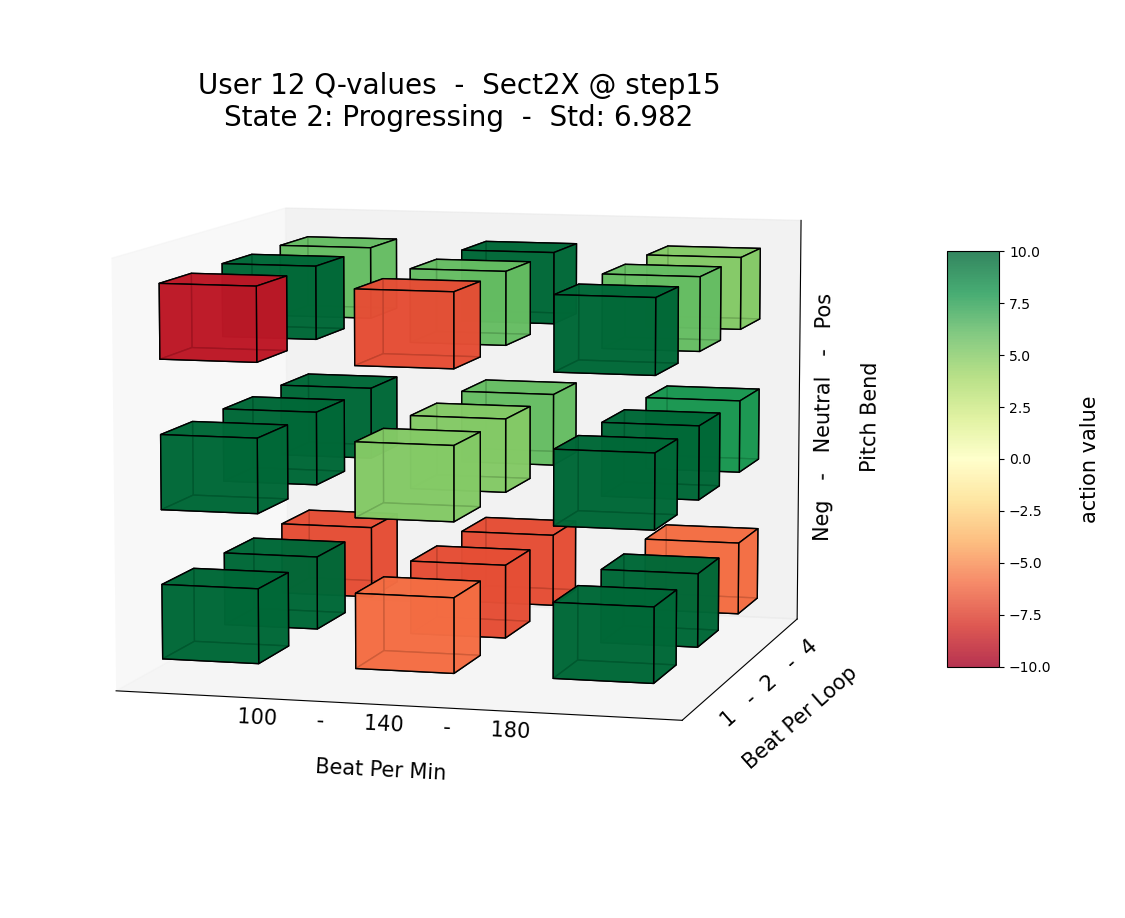 User 12 Q-values - Sect2X @ step15
State 2: Progressing - Std: 6.982
Neg - Neutral - Pos
Pitch Bend
100 - 140 - 180
Beat Per Min
1 - 2 - 4
Beat Per Loop
10.0
7.5
5.0
2.5
0.0
−2.5
−5.0
−7.5
−10.0
action value